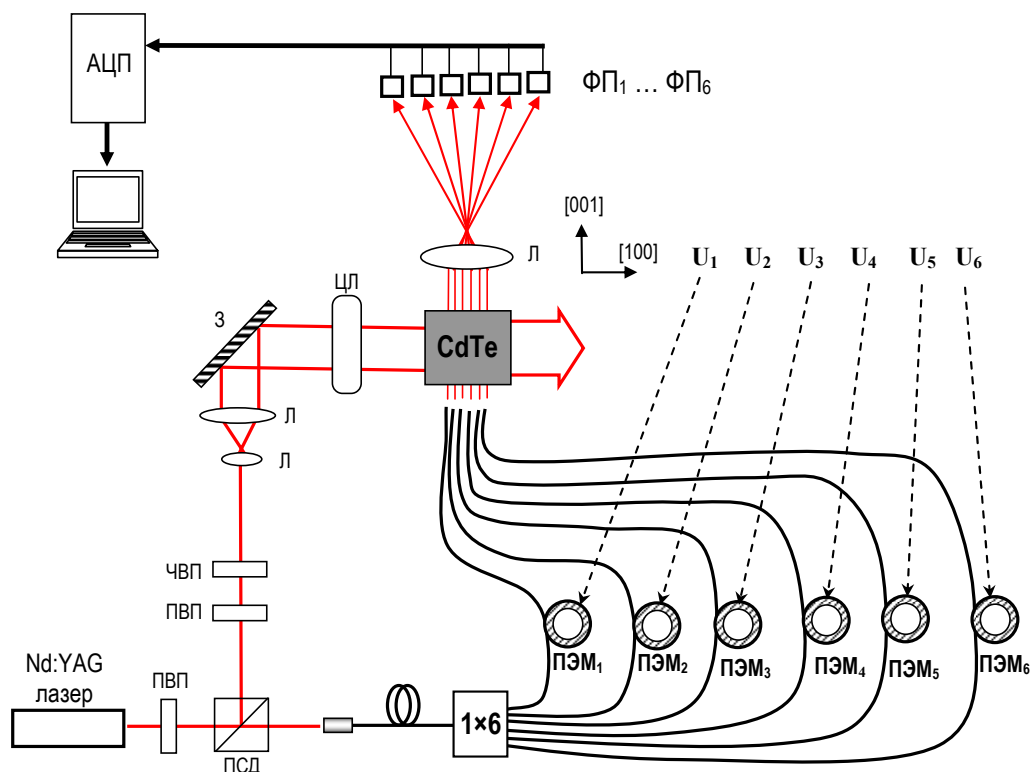 АЦП
ФП₁ … ФП₆
[001]
[100]
Л
U₁ U₂ U₃ U₄ U₅ U₆
ЦЛ
З
CdTe
Л
Л
ЧВП
ПВП
ПЭМ₁ ПЭМ₂ ПЭМ₃ ПЭМ₄ ПЭМ₅ ПЭМ₆
Nd:YAG
лазер
ПВП
1×6
ПСД